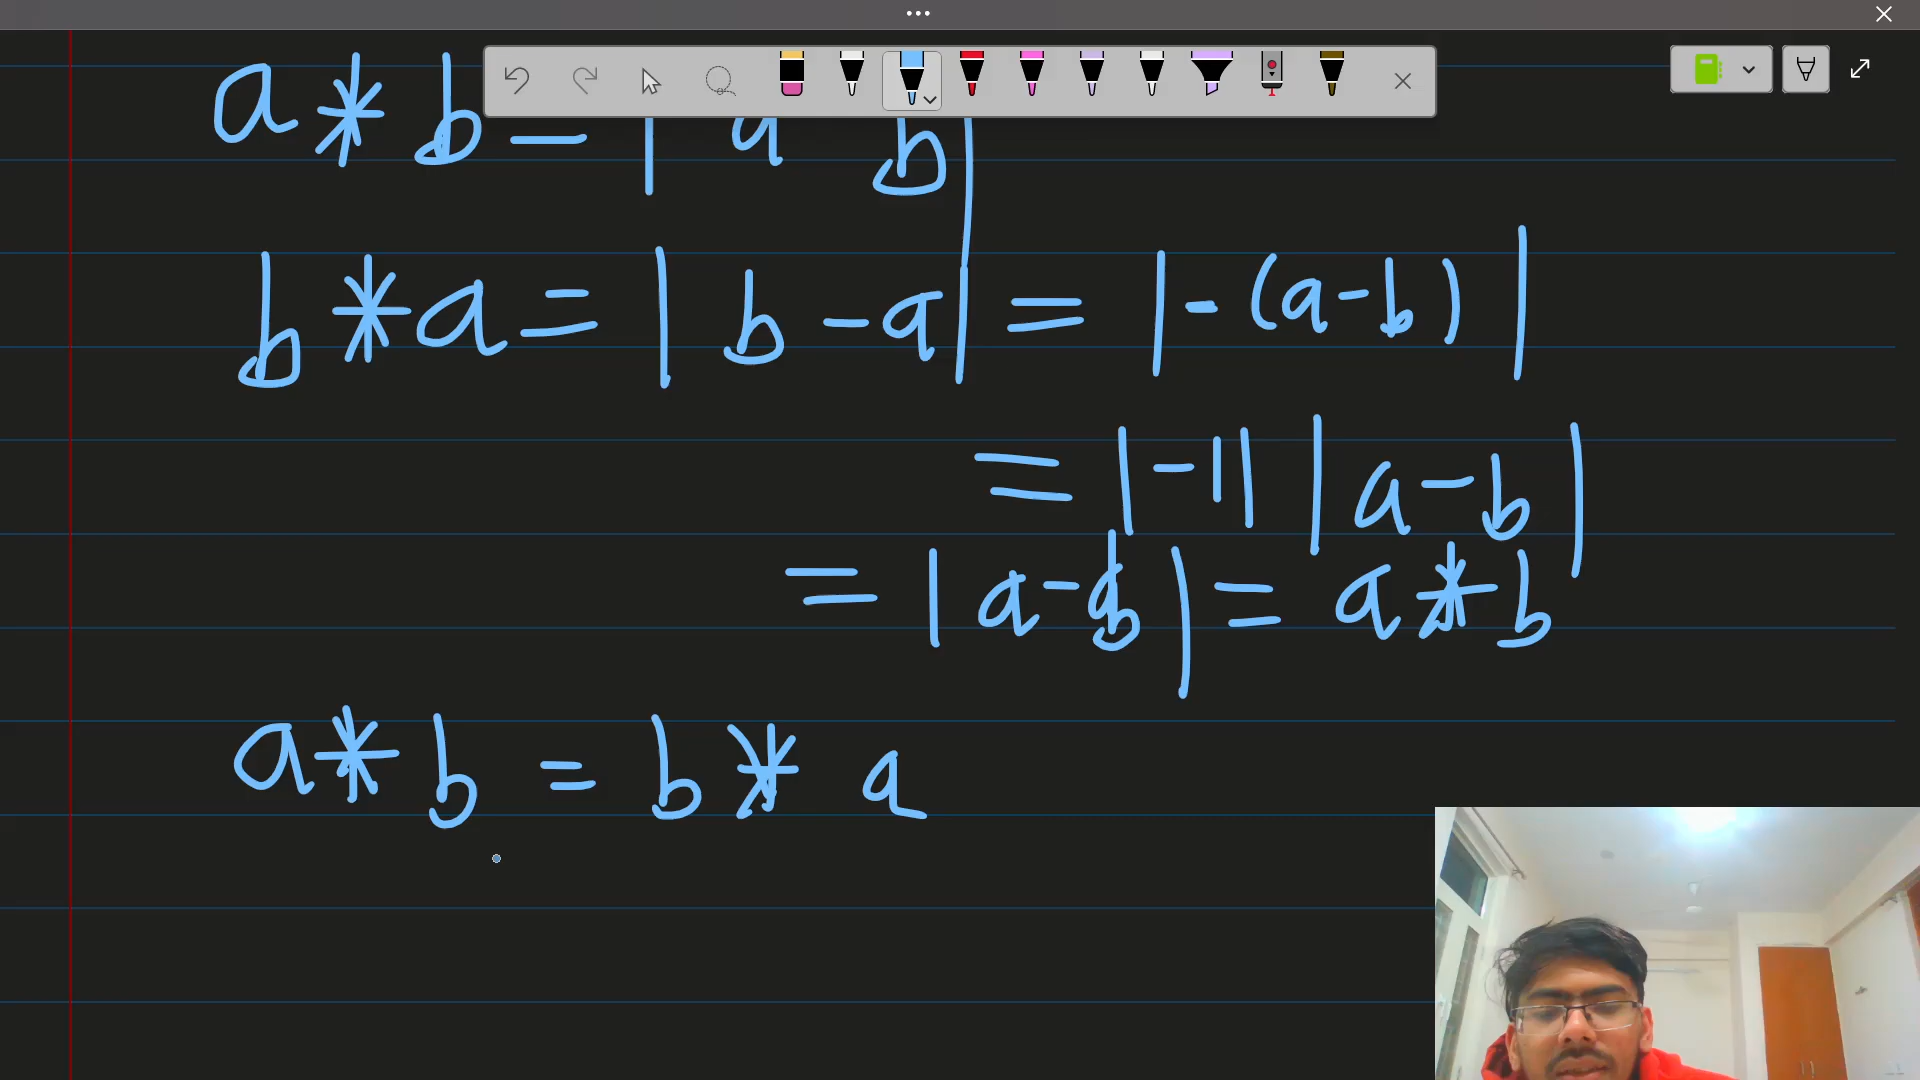 a * b = | a b |
b * a = | b - a | = | - (a - b) |
= | - 1 | | a - b |
= | a - b | = a * b
a * b = b * a